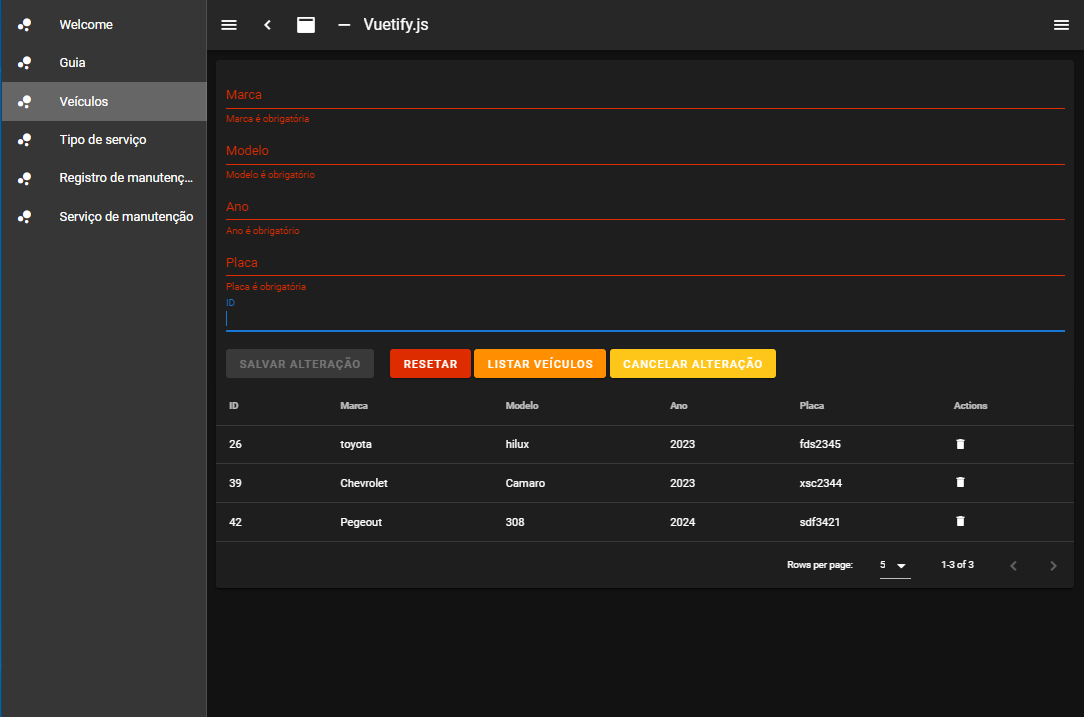 Welcome
Guia
Veículos
Tipo de serviço
Registro de manutenç...
Serviço de manutenção
Vuetify.js
Marca
Marca é obrigatória
Modelo
Modelo é obrigatório
Ano
Ano é obrigatório
Placa
Placa é obrigatória
ID
SALVAR ALTERAÇÃO RESETAR LISTAR VEÍCULOS CANCELAR ALTERAÇÃO
ID Marca Modelo Ano Placa Actions
26 toyota hilux 2023 fds2345
39 Chevrolet Camaro 2023 xsc2344
42 Pegeout 308 2024 sdf3421
Rows per page: 5 1-3 of 3